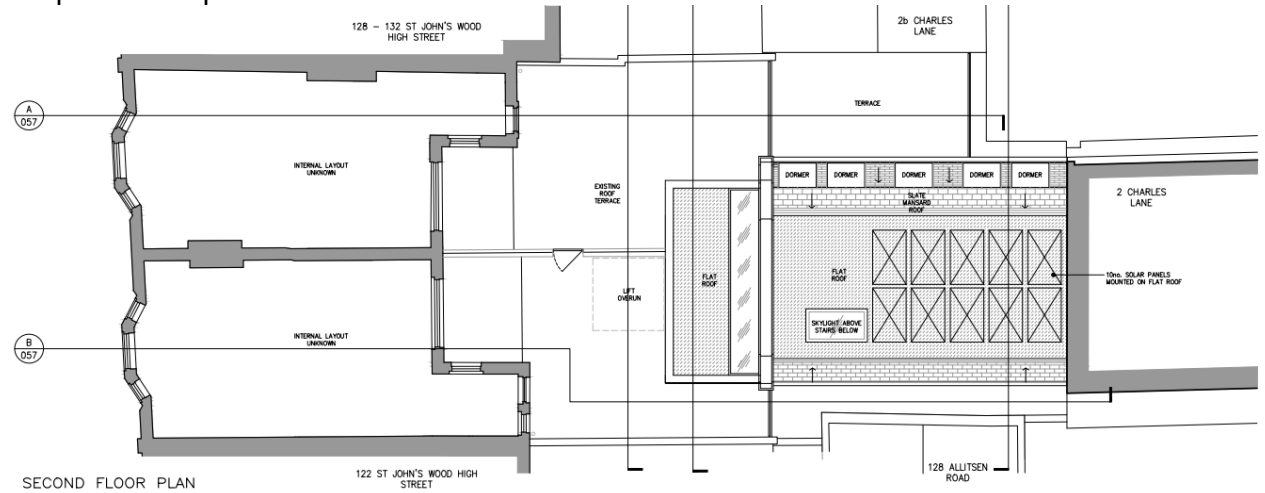 128 – 132 ST JOHN'S WOOD
HIGH STREET
2b CHARLES
LANE
A
057
TERRACE
INTERNAL LAYOUT
UNKNOWN
EXISTING
ROOF
TERRACE
DORMER
DORMER
DORMER
DORMER
DORMER
SLATE
MANSARD
ROOF
2 CHARLES
LANE
FLAT
ROOF
FLAT
ROOF
10no. SOLAR PANELS
MOUNTED ON FLAT ROOF
LIFT
OVERUN
SKYLIGHT ABOVE
STAIRS BELOW
B
057
INTERNAL LAYOUT
UNKNOWN
SECOND FLOOR PLAN
122 ST JOHN'S WOOD HIGH
STREET
128 ALLITSEN
ROAD